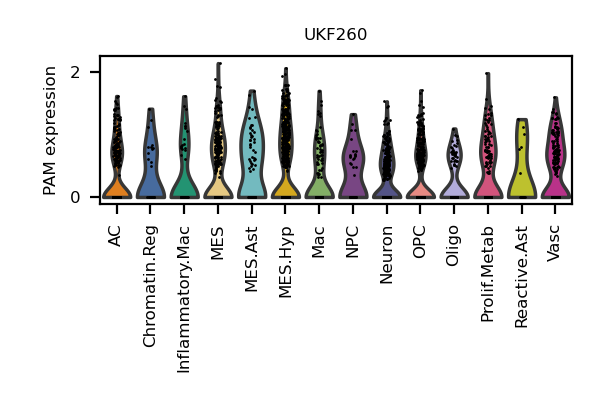 UKF260
PAM expression
2
0
AC
Chromatin.Reg
Inflammatory.Mac
MES
MES.Ast
MES.Hyp
Mac
NPC
Neuron
OPC
Oligo
Prolif.Metab
Reactive.Ast
Vasc